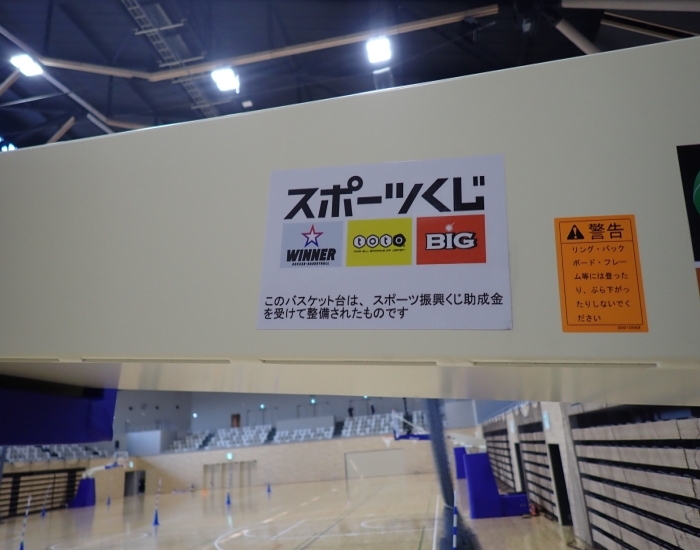 スポーツくじ
WINNER
toto
BIG
このバスケット台は、スポーツ振興くじ助成金
を受けて整備されたものです
警告
リング・バック
ボード・フレー
ム等には登った
り、ぶら下がっ
たりしないでく
ださい